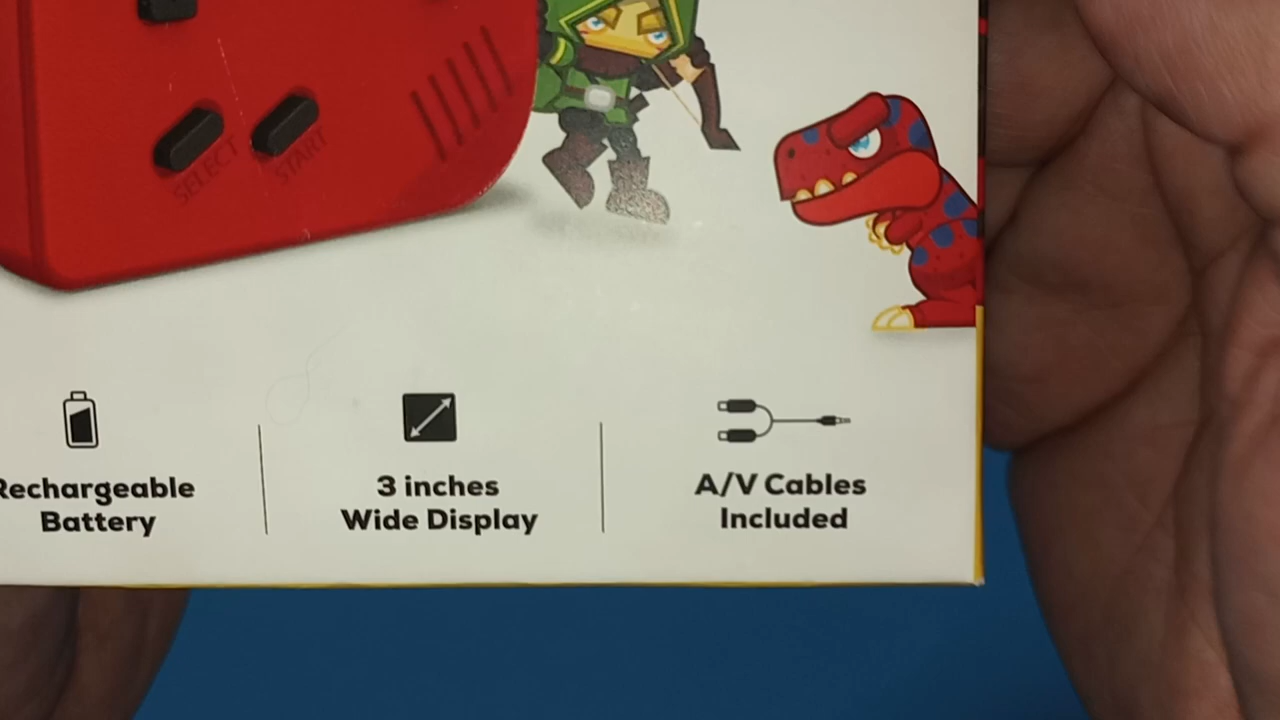 SELECT
START
Rechargeable
Battery
3 inches
Wide Display
A/V Cables
Included